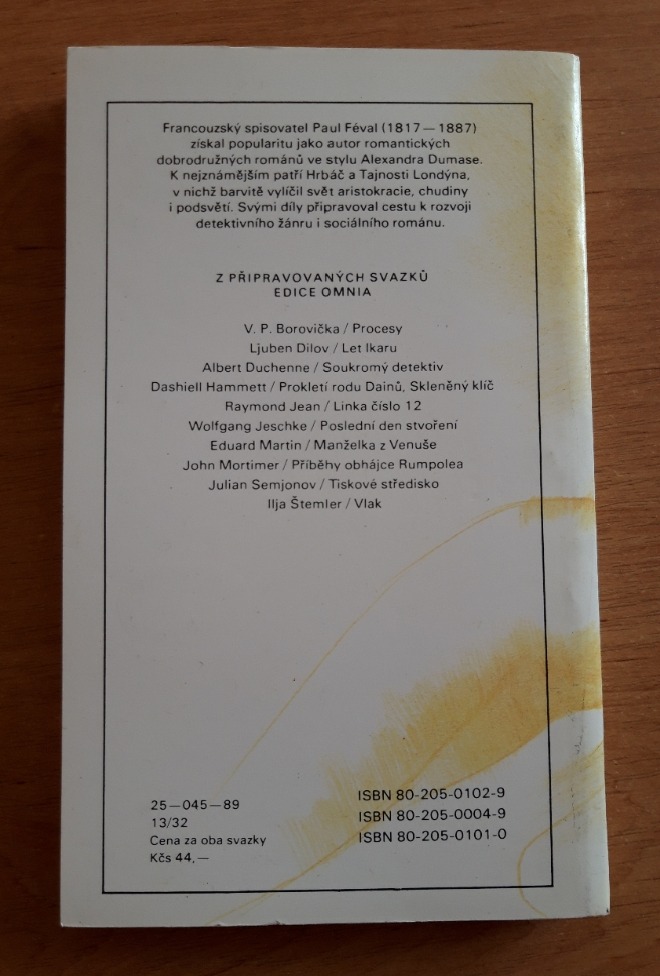 Francouzský spisovatel Paul Féval (1817—1887)
získal popularitu jako autor romantických
dobrodružných románů ve stylu Alexandra Dumase.
K nejznámějším patří Hrbáč a Tajnosti Londýna,
v nichž barvitě vylíčil svět aristokracie, chudiny
i podsvětí. Svými díly připravoval cestu k rozvoji
detektivního žánru i sociálního románu.
Z PŘIPRAVOVANÝCH SVAZKŮ
EDICE OMNIA
V. P. Borovička / Procesy
Ljuben Dilov / Let Ikaru
Albert Duchenne / Soukromý detektiv
Dashiell Hammett / Prokletí rodu Dainů, Skleněný klíč
Raymond Jean / Linka číslo 12
Wolfgang Jeschke / Poslední den stvoření
Eduard Martin / Manželka z Venuše
John Mortimer / Příběhy obhájce Rumpolea
Julian Semjonov / Tiskové středisko
Ilja Štemler / Vlak
25—045—89
13/32
Cena za oba svazky
Kčs 44,—
ISBN 80-205-0102-9
ISBN 80-205-0004-9
ISBN 80-205-0101-0